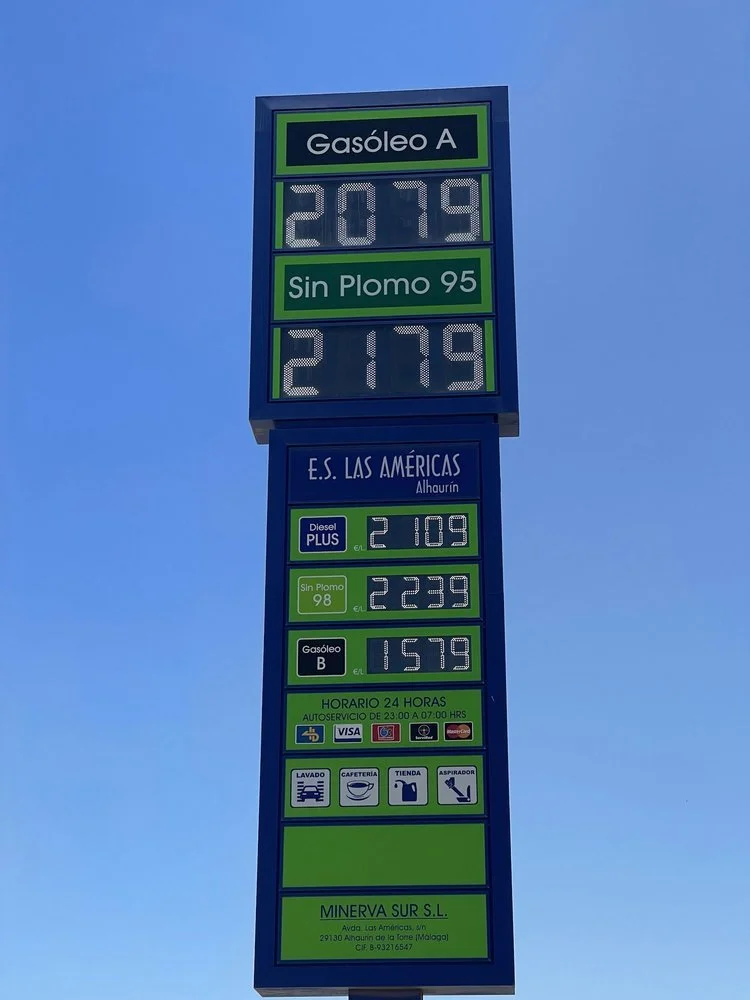 Gasóleo A
2079
Sin Plomo 95
2179
E.S. LAS AMÉRICAS
Alhaurín
Diesel
PLUS
€/L
2109
Sin Plomo
98
€/L
2239
Gasóleo
B
€/L
1579
HORARIO 24 HORAS
AUTOSERVICIO DE 23:00 A 07:00 HRS
VISA
MasterCard
LAVADO
CAFETERÍA
TIENDA
ASPIRADOR
MINERVA SUR S.L.
Avda. Las Américas, s/n
29130 Alhaurín de la Torre (Málaga)
CIF. B-93216547